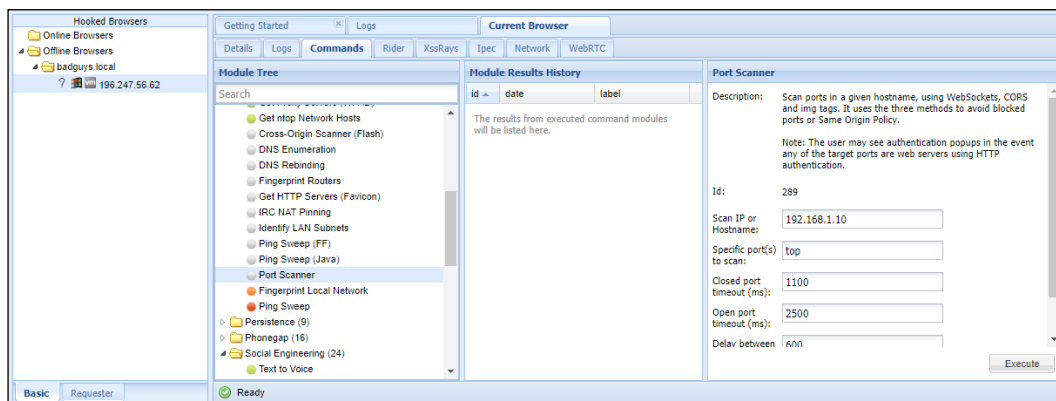 Hooked Browsers
Online Browsers
Offline Browsers
badguys.local
? vm 196.247.56.62
Basic
Requester
Getting Started
Logs
Current Browser
Details
Logs
Commands
Rider
XssRays
Ipec
Network
WebRTC
Module Tree
Search
Get ntop Network Hosts
Cross-Origin Scanner (Flash)
DNS Enumeration
DNS Rebinding
Fingerprint Routers
Get HTTP Servers (Favicon)
IRC NAT Pinning
Identify LAN Subnets
Ping Sweep (FF)
Ping Sweep (Java)
Port Scanner
Fingerprint Local Network
Ping Sweep
Persistence (9)
Phonegap (16)
Social Engineering (24)
Text to Voice
Module Results History
id date label
The results from executed command modules
will be listed here.
Port Scanner
Description: Scan ports in a given hostname, using WebSockets, CORS
and img tags. It uses the three methods to avoid blocked
ports or Same Origin Policy.
Note: The user may see authentication popups in the event
any of the target ports are web servers using HTTP
authentication.
Id: 289
Scan IP or
Hostname: 192.168.1.10
Specific port(s)
to scan: top
Closed port
timeout (ms): 1100
Open port
timeout (ms): 2500
Delay between 600
Execute
Ready